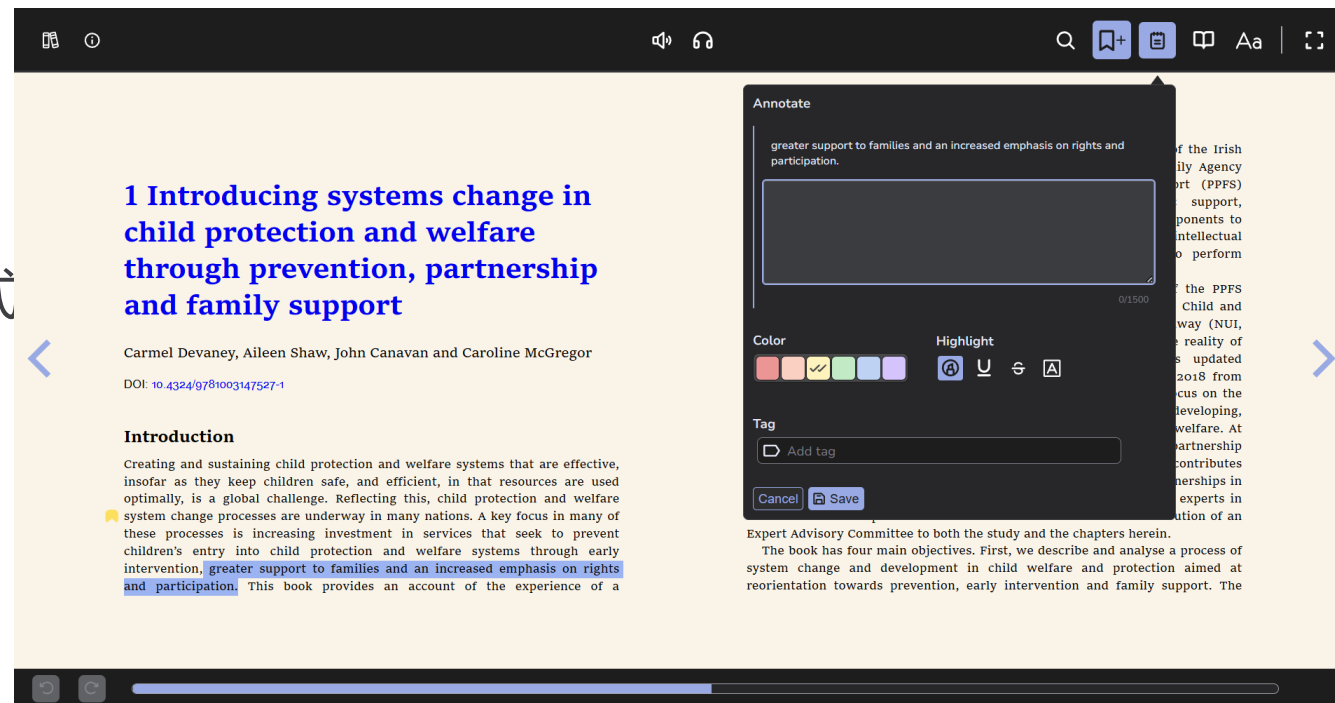 Aa
1 Introducing systems change in
child protection and welfare
through prevention, partnership
and family support
Carmel Devaney, Aileen Shaw, John Canavan and Caroline McGregor
DOI: 10.4324/9781003147527-1
Introduction
Creating and sustaining child protection and welfare systems that are effective,
insofar as they keep children safe, and efficient, in that resources are used
optimally, is a global challenge. Reflecting this, child protection and welfare
system change processes are underway in many nations. A key focus in many of
these processes is increasing investment in services that seek to prevent
children's entry into child protection and welfare systems through early
intervention, greater support to families and an increased emphasis on rights
and participation. This book provides an account of the experience of a
Annotate
greater support to families and an increased emphasis on rights and
participation.
0/1500
Color
Highlight
A U S A
Tag
Add tag
Cancel Save
of the Irish
ily Agency
ort (PPFS)
support,
ponents to
intellectual
o perform
the PPFS
Child and
way (NUI,
reality of
s updated
2018 from
cus on the
developing,
welfare. At
artnership
contributes
nerships in
experts in
ution of an
Expert Advisory Committee to both the study and the chapters herein.
The book has four main objectives. First, we describe and analyse a process of
system change and development in child welfare and protection aimed at
reorientation towards prevention, early intervention and family support. The